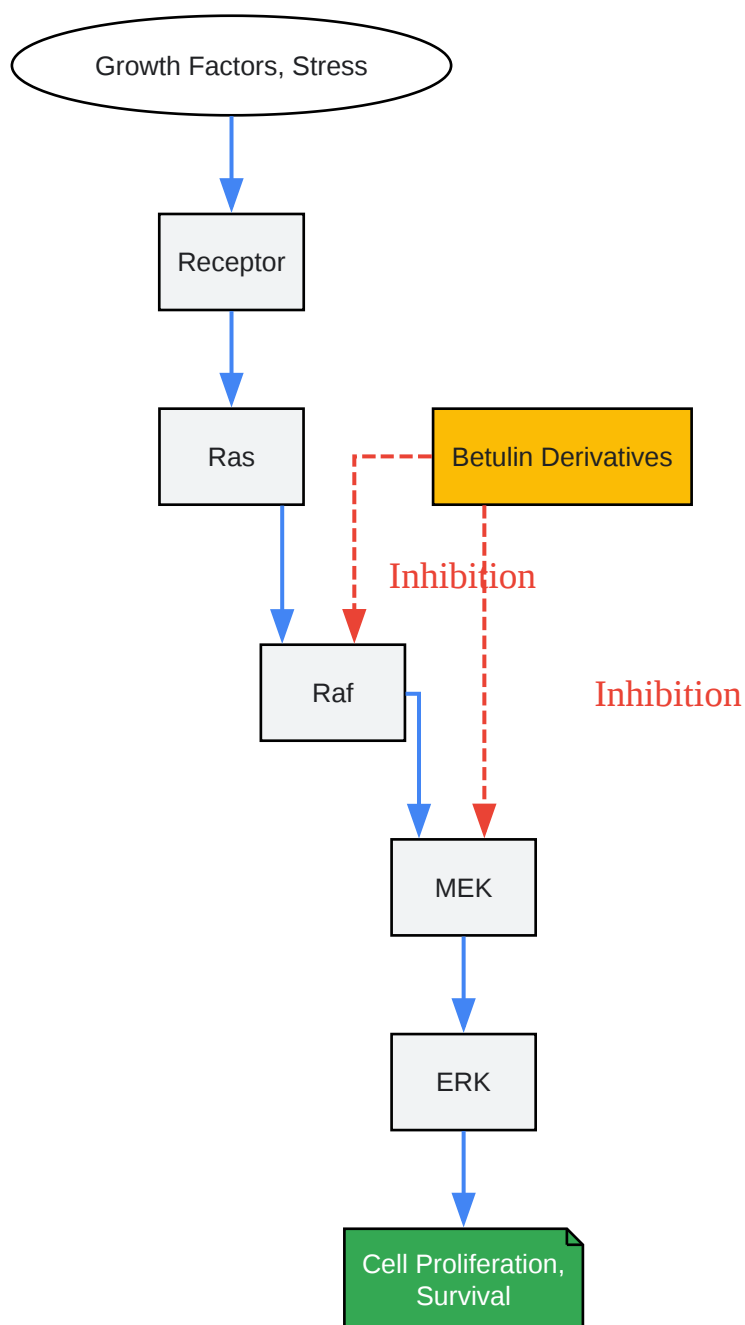 Growth Factors, Stress
Receptor
Ras
Betulin Derivatives
Inhibition
Raf
Inhibition
MEK
ERK
Cell Proliferation,
Survival